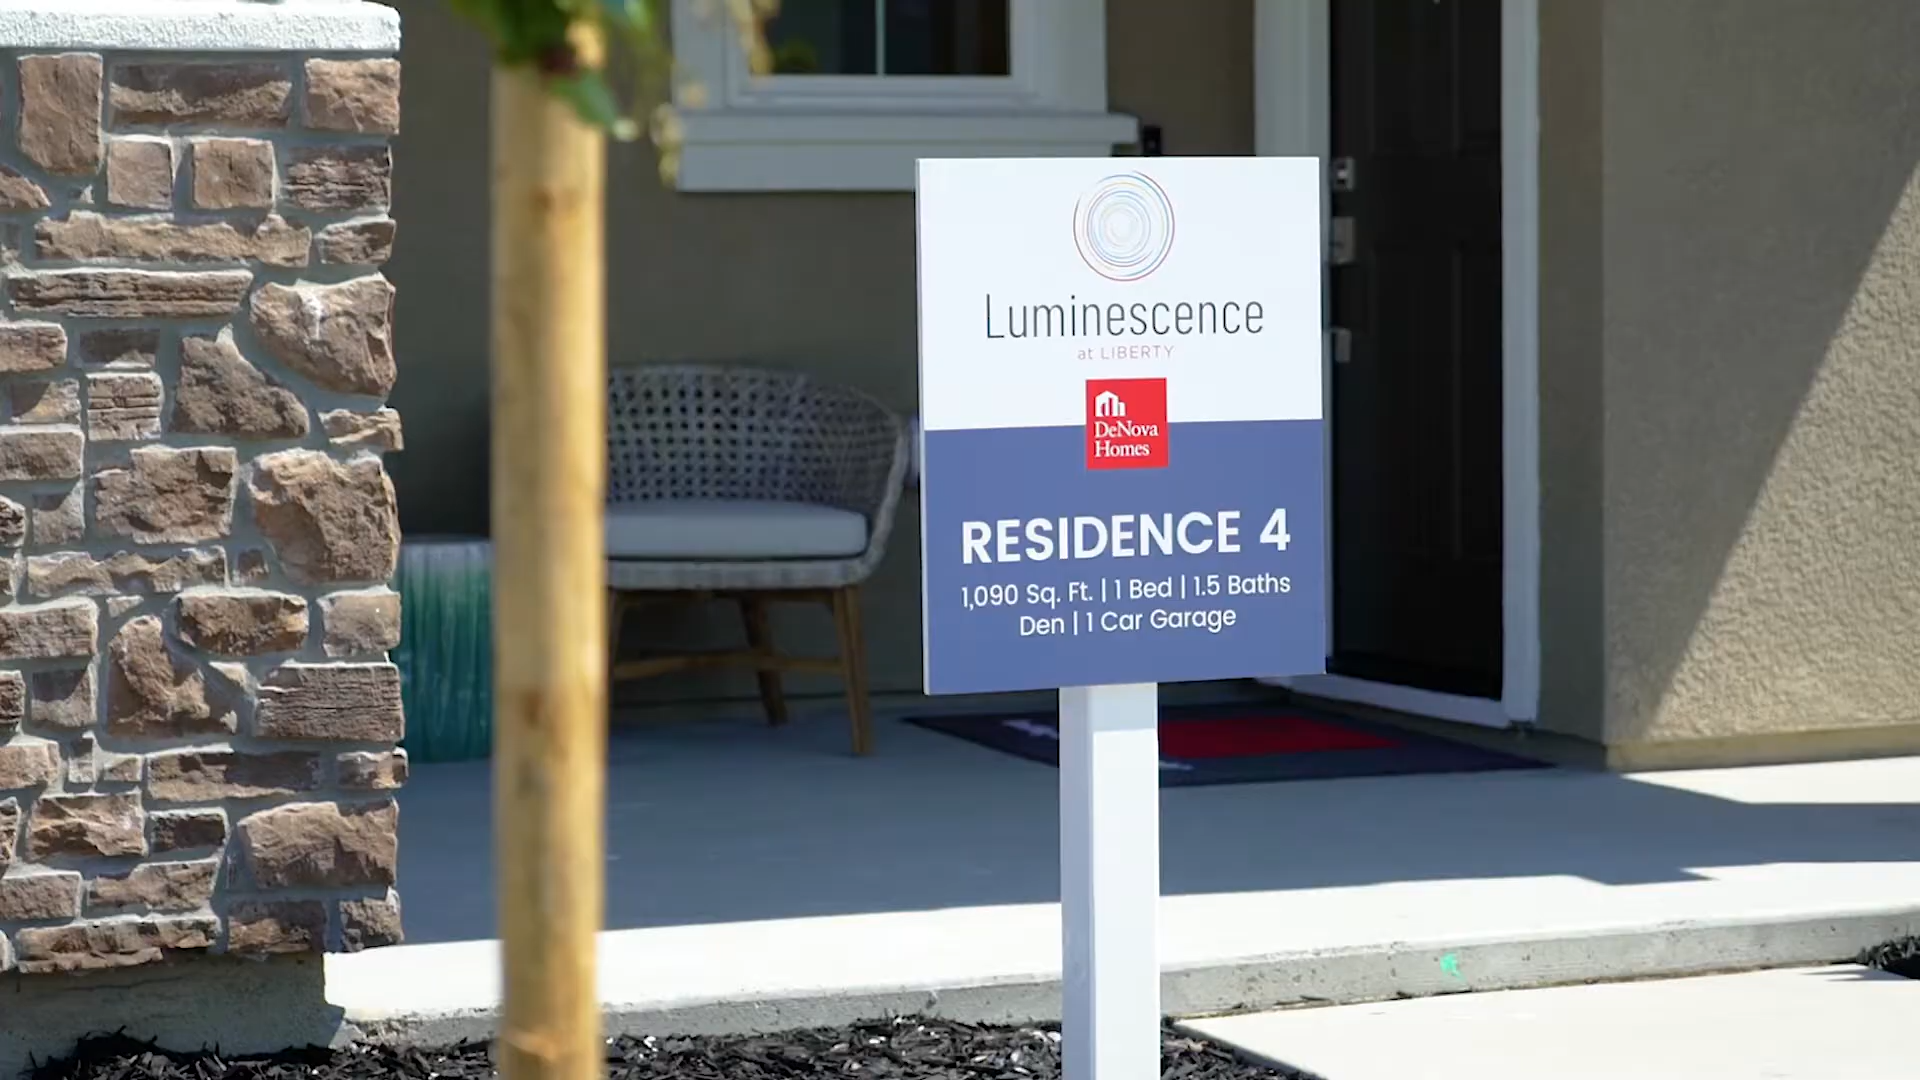 Luminescence
at LIBERTY
DeNova
Homes
RESIDENCE 4
1,090 Sq. Ft. | 1 Bed | 1.5 Baths
Den | 1 Car Garage